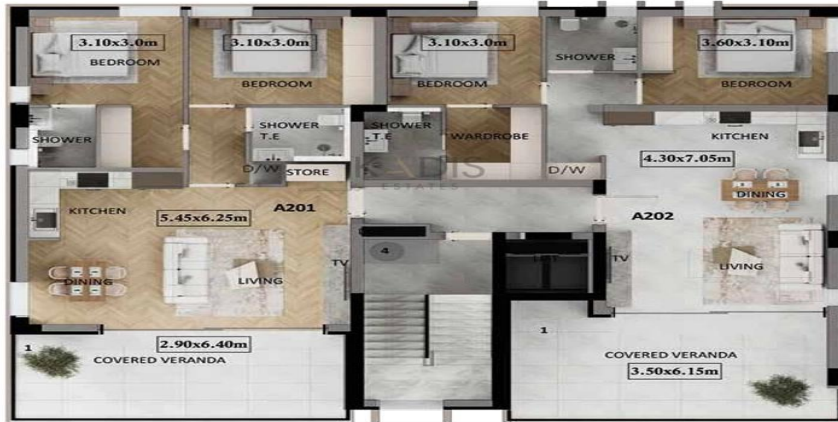 3.10x3.0m
BEDROOM
3.10x3.0m
BEDROOM
3.10x3.0m
BEDROOM
SHOWER
3.60x3.10m
BEDROOM
SHOWER
SHOWER
T.E
D/W
STORE
SHOWER
T.E
WARDROBE
D/W
KADIS
ESTATES
KITCHEN
4.30x7.05m
DINING
KITCHEN
5.45x6.25m
A201
A202
DINING
LIVING
TV
4
LIFT
TV
LIVING
2.90x6.40m
1
COVERED VERANDA
1
COVERED VERANDA
3.50x6.15m